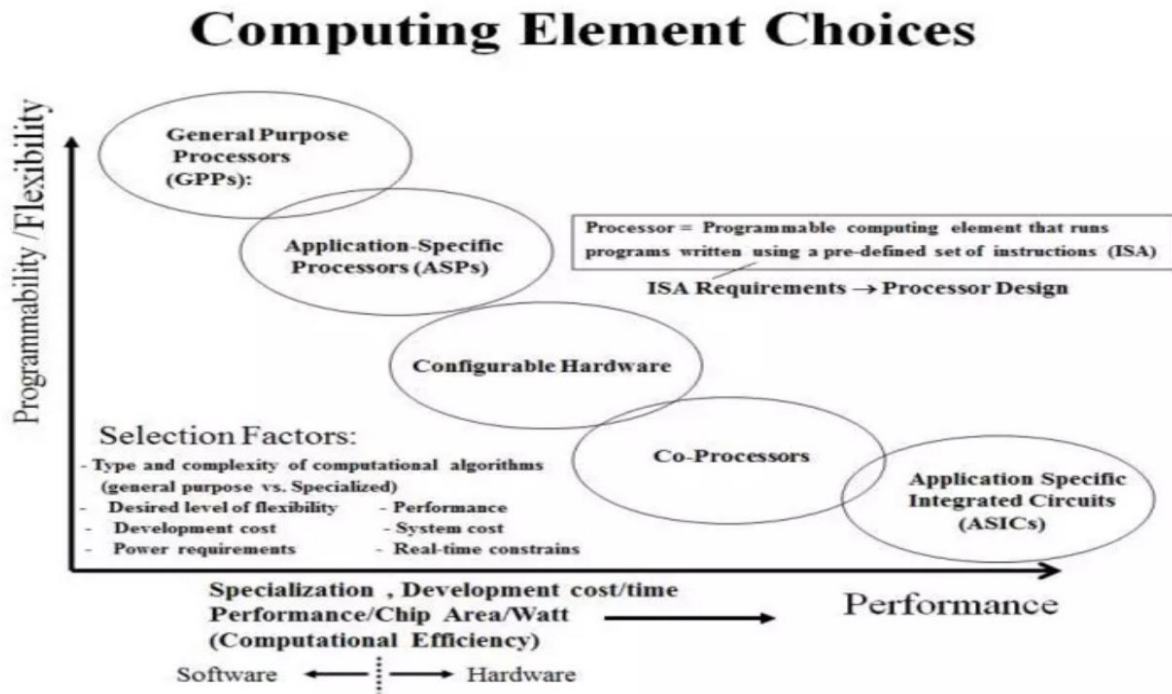 Computing Element Choices
Programmability /Flexibility
General Purpose
Processors
(GPPs):
Application-Specific
Processors (ASPs)
Processor = Programmable computing element that runs
programs written using a pre-defined set of instructions (ISA)
ISA Requirements → Processor Design
Configurable Hardware
Co-Processors
Application Specific
Integrated Circuits
(ASICs)
Selection Factors:
- Type and complexity of computational algorithms
(general purpose vs. Specialized)
- Desired level of flexibility - Performance
- Development cost - System cost
- Power requirements - Real-time constrains
Specialization , Development cost/time
Performance/Chip Area/Watt
(Computational Efficiency)
Performance
Software Hardware